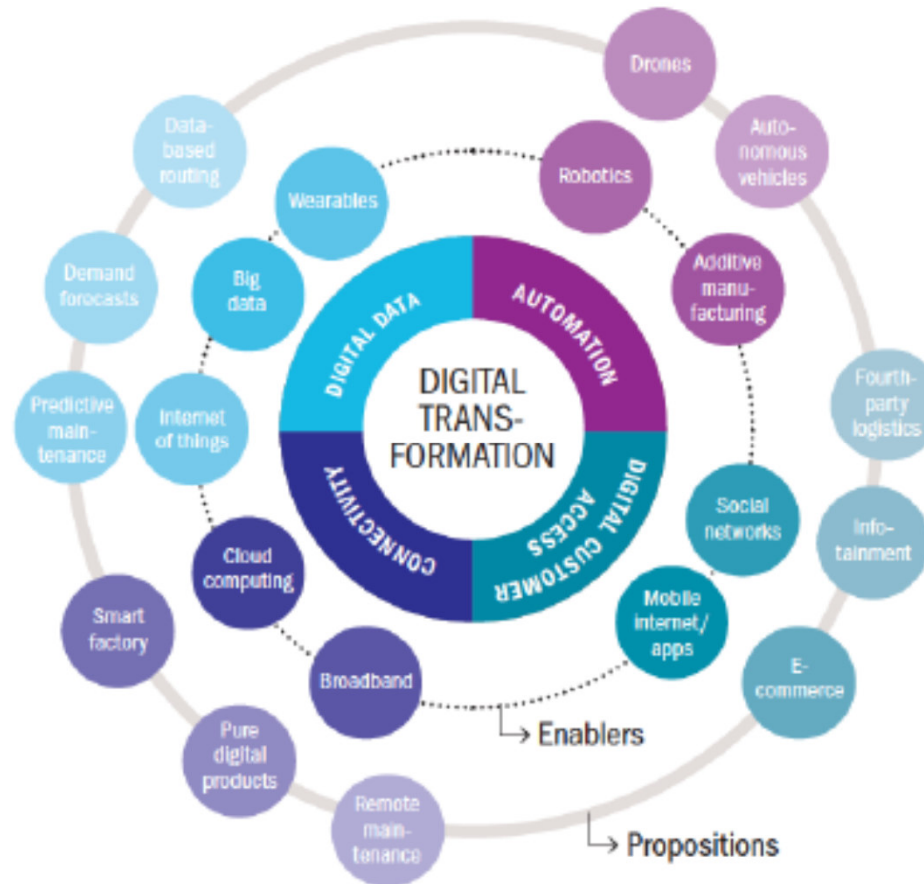 Drones
Data-
based
routing
Auto-
nomous
vehicles
Wearables
Robotics
Demand
forocasts
Big
data
Additive
manu-
facturing
DIGITAL DATA
AUTOMATION
DIGITAL
TRANS-
FORMATION
Predictive
main-
tenance
Internet
of things
Fourth-
party
logistics
CONNECTIVITY
DIGITAL CUSTOMER
ACCESS
Social
networks
Info-
tainment
Cloud
computing
Mobile
internet/
apps
Smart
factory
Broadband
E-
commerce
Enablers
Pure
digital
products
Remote
main-
tenance
Propositions